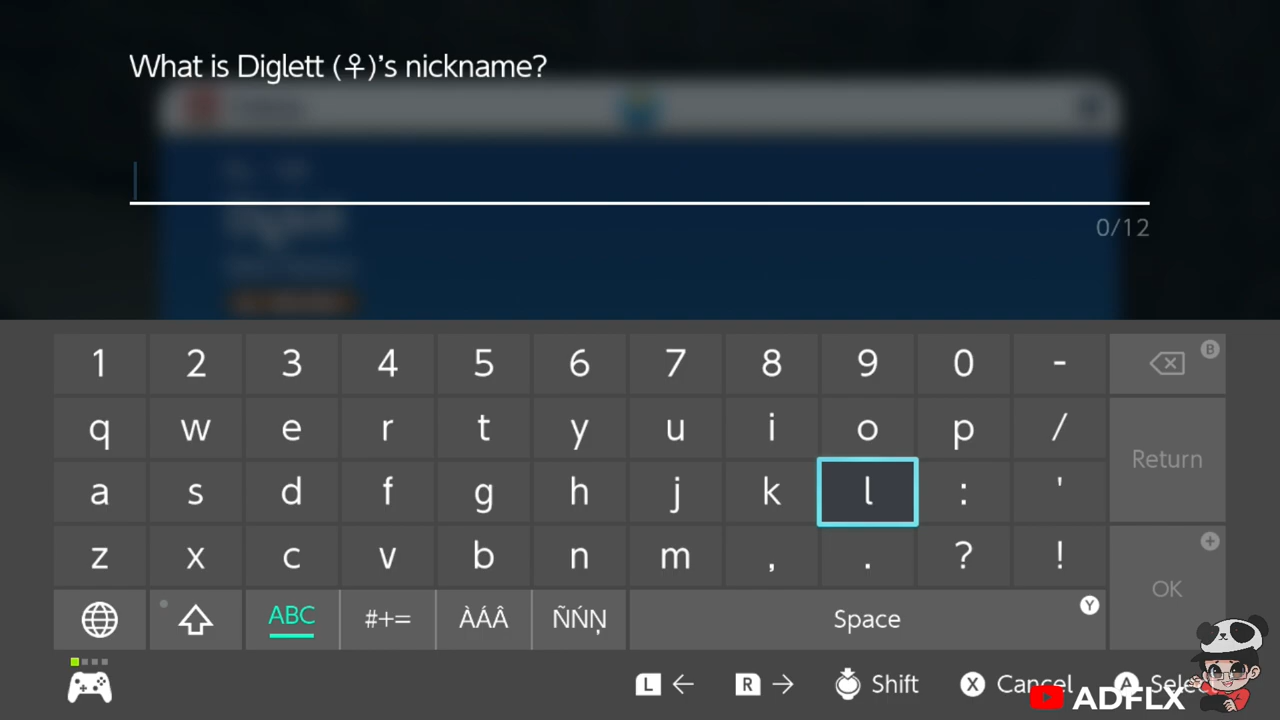 What is Diglett (♀)'s nickname?
0/12
1 2 3 4 5 6 7 8 9 0 -
B
q w e r t y u i o p /
Return
a s d f g h j k l : '
z x c v b n m , . ? !
+
OK
ABC #+= ÀÁÂ ÑŃŅ Space Y
L ← R → Shift X Cancel A Select
ADFLX